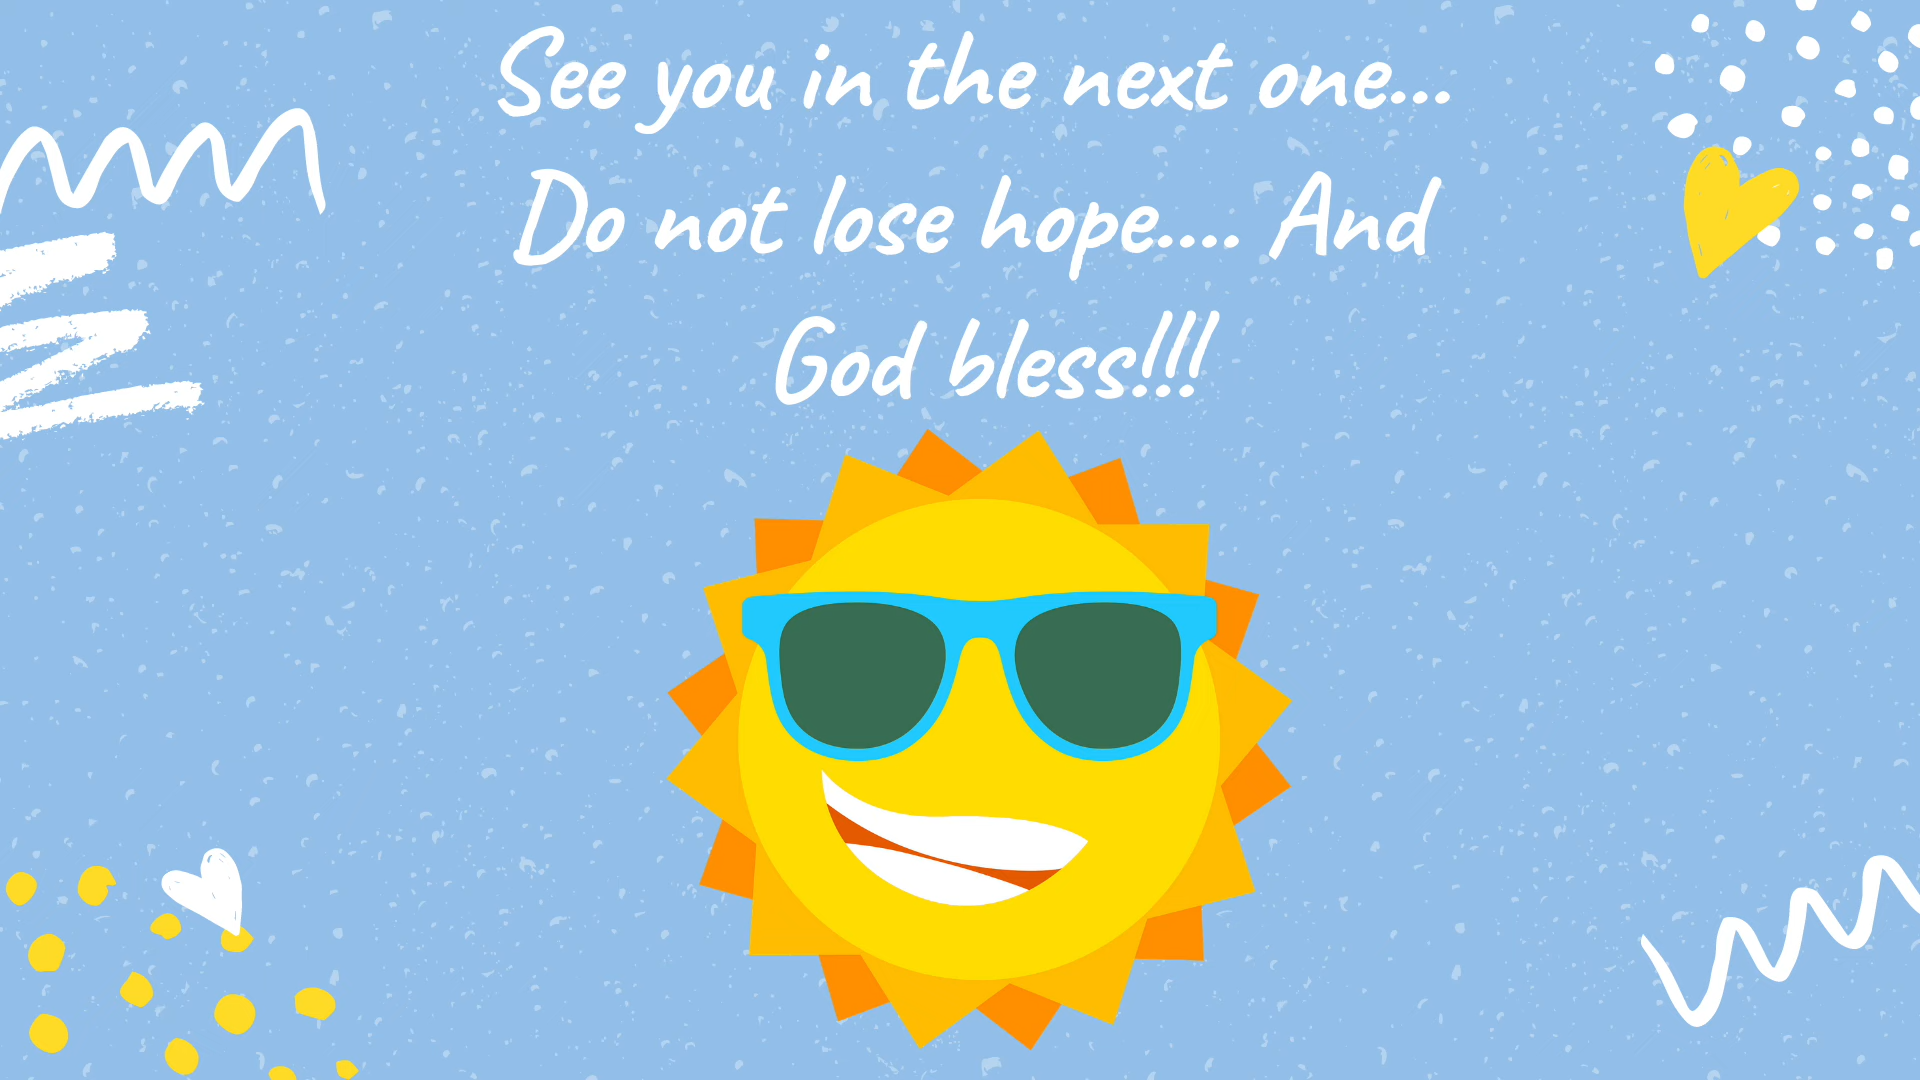 See you in the next one...
Do not lose hope.... And
God bless!!!